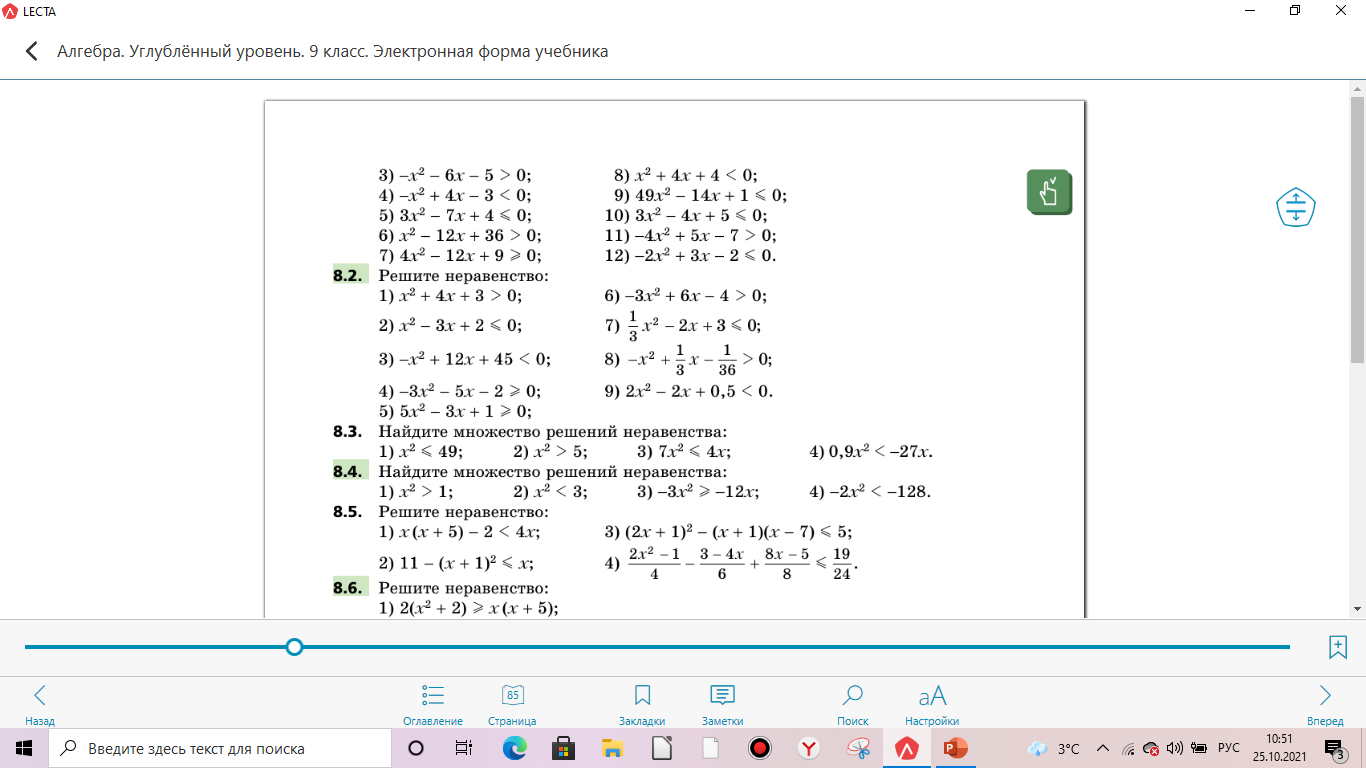 LECTA
Алгебра. Углублённый уровень. 9 класс. Электронная форма учебника
3) –x² – 6x – 5 > 0; 8) x² + 4x + 4 < 0;
4) –x² + 4x – 3 < 0; 9) 49x² – 14x + 1 ⩽ 0;
5) 3x² – 7x + 4 ⩽ 0; 10) 3x² – 4x + 5 ⩽ 0;
6) x² – 12x + 36 > 0; 11) –4x² + 5x – 7 > 0;
7) 4x² – 12x + 9 ⩾ 0; 12) –2x² + 3x – 2 ⩽ 0.
8.2. Решите неравенство:
1) x² + 4x + 3 > 0; 6) –3x² + 6x – 4 > 0;
2) x² – 3x + 2 ⩽ 0; 7) 1/3 x² – 2x + 3 ⩽ 0;
3) –x² + 12x + 45 < 0; 8) –x² + 1/3 x – 1/36 > 0;
4) –3x² – 5x – 2 ⩾ 0; 9) 2x² – 2x + 0,5 < 0.
5) 5x² – 3x + 1 ⩾ 0;
8.3. Найдите множество решений неравенства:
1) x² ⩽ 49; 2) x² > 5; 3) 7x² ⩽ 4x; 4) 0,9x² < –27x.
8.4. Найдите множество решений неравенства:
1) x² > 1; 2) x² < 3; 3) –3x² ⩾ –12x; 4) –2x² < –128.
8.5. Решите неравенство:
1) x(x + 5) – 2 < 4x; 3) (2x + 1)² – (x + 1)(x – 7) ⩽ 5;
2) 11 – (x + 1)² ⩽ x; 4) (2x² – 1)/4 – (3 – 4x)/6 + (8x – 5)/8 ⩽ 19/24.
8.6. Решите неравенство:
1) 2(x² + 2) ⩾ x(x + 5);
85
Назад Оглавление Страница Закладки Заметки Поиск аА Настройки Вперед
Введите здесь текст для поиска
3°C
РУС
10:51
25.10.2021
3